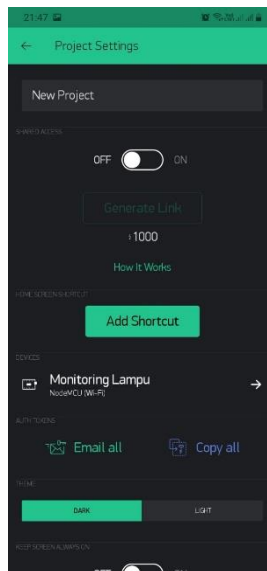 21:47
Project Settings
New Project
SHARED ACCESS
OFF ON
Generate Link
1000
How It Works
HOME SCREEN SHORTCUT
Add Shortcut
DEVICES
Monitoring Lampu
NodeMCU (Wi-Fi)
AUTH TOKENS
Email all Copy all
THEME
DARK LIGHT
KEEP SCREEN ALWAYS ON
OFF ON